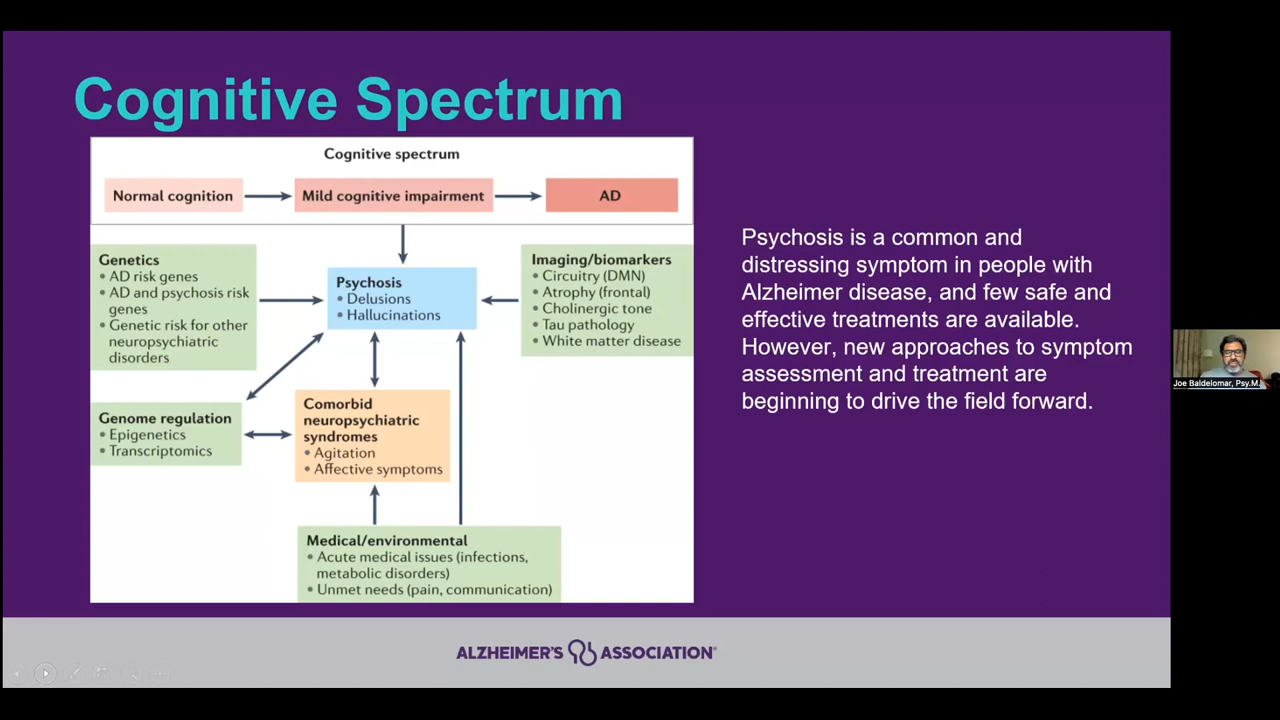 Cognitive Spectrum
Cognitive spectrum
Normal cognition
Mild cognitive impairment
AD
Genetics
• AD risk genes
• AD and psychosis risk
genes
• Genetic risk for other
neuropsychiatric
disorders
Psychosis
• Delusions
• Hallucinations
Imaging/biomarkers
• Circuitry (DMN)
• Atrophy (frontal)
• Cholinergic tone
• Tau pathology
• White matter disease
Genome regulation
• Epigenetics
• Transcriptomics
Comorbid
neuropsychiatric
syndromes
• Agitation
• Affective symptoms
Medical/environmental
• Acute medical issues (infections,
metabolic disorders)
• Unmet needs (pain, communication)
Psychosis is a common and
distressing symptom in people with
Alzheimer disease, and few safe and
effective treatments are available.
However, new approaches to symptom
assessment and treatment are
beginning to drive the field forward.
Joe Baldelomar, Psy.M.
ALZHEIMER'S ASSOCIATION®